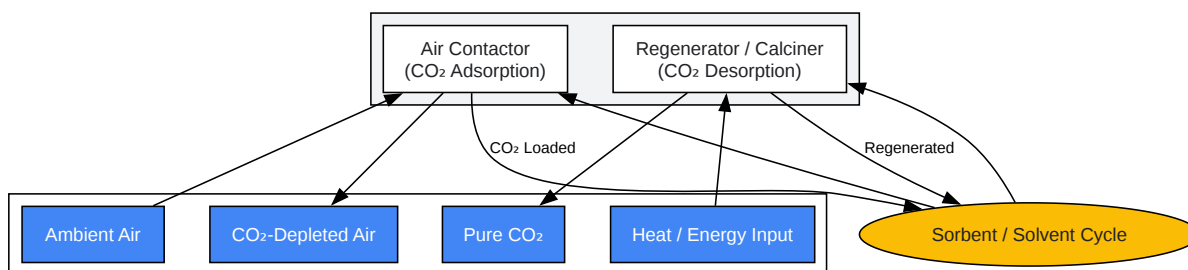 Air Contactor
(CO₂ Adsorption)
Regenerator / Calciner
(CO₂ Desorption)
CO₂ Loaded
Regenerated
Ambient Air
CO₂-Depleted Air
Pure CO₂
Heat / Energy Input
Sorbent / Solvent Cycle